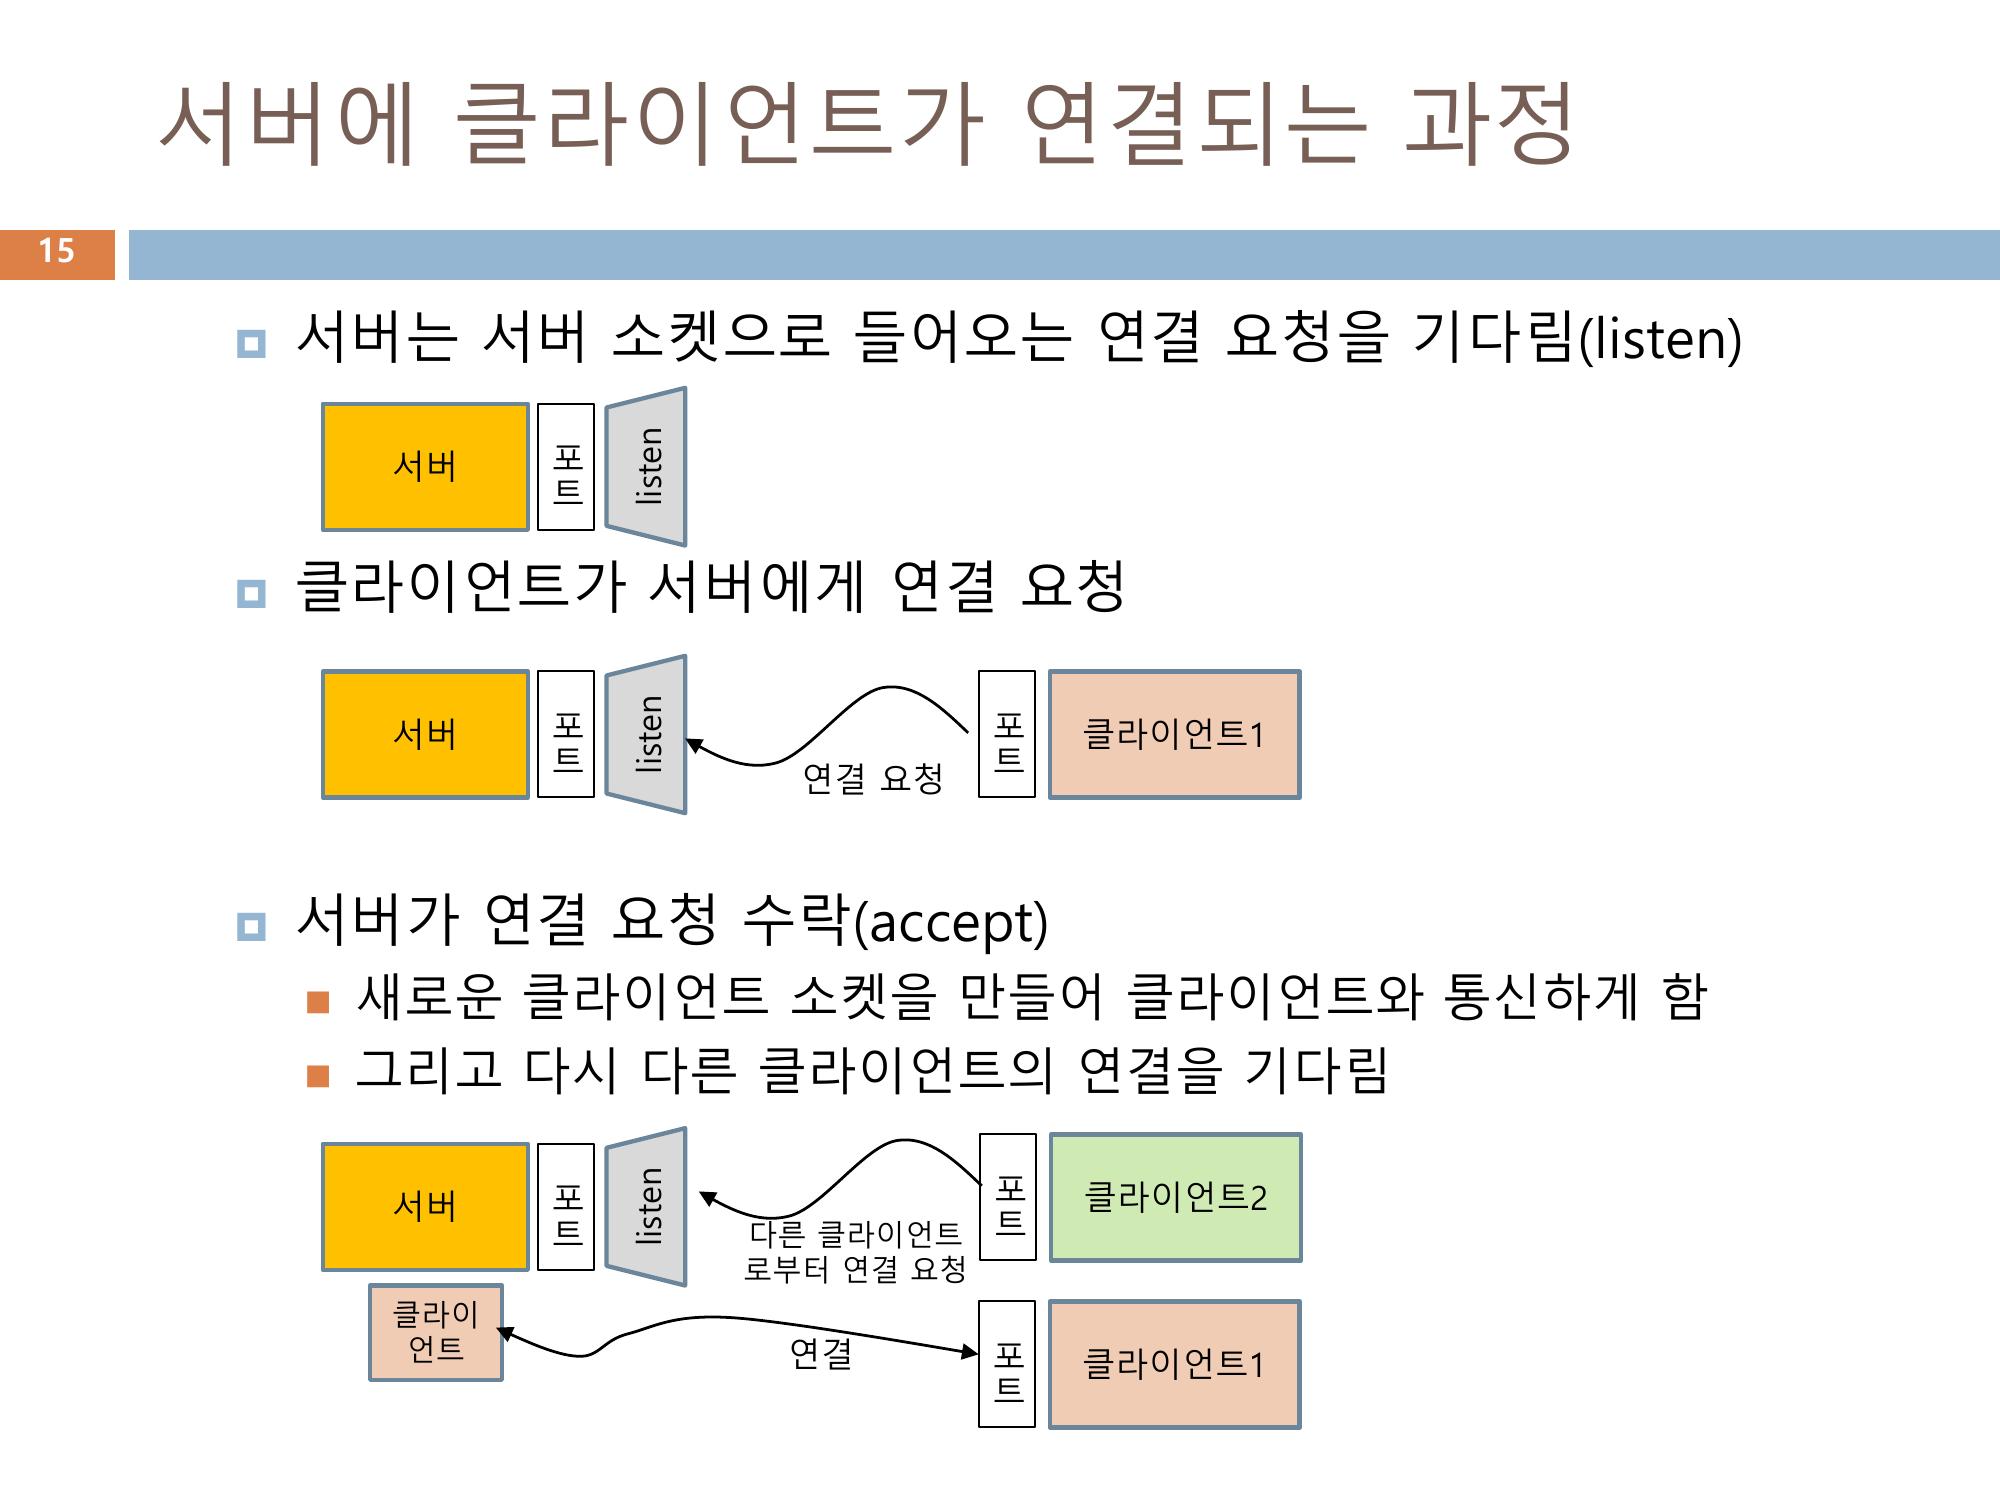 서버에 클라이언트가 연결되는 과정
15
서버는 서버 소켓으로 들어오는 연결 요청을 기다림(listen)
서버
포
트
listen
클라이언트가 서버에게 연결 요청
서버
포
트
listen
연결 요청
포
트
클라이언트1
서버가 연결 요청 수락(accept)
새로운 클라이언트 소켓을 만들어 클라이언트와 통신하게 함
그리고 다시 다른 클라이언트의 연결을 기다림
서버
포
트
listen
다른 클라이언트
로부터 연결 요청
포
트
클라이언트2
클라이
언트
연결
포
트
클라이언트1